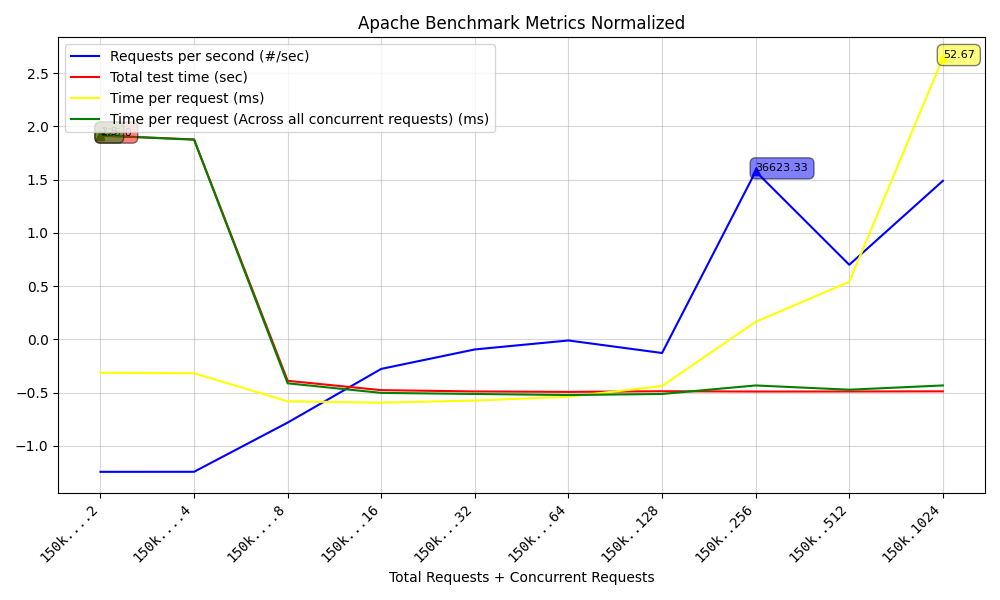 Apache Benchmark Metrics Normalized
Requests per second (#/sec)
Total test time (sec)
Time per request (ms)
Time per request (Across all concurrent requests) (ms)
52.67
36623.33
2.5
2.0
1.5
1.0
0.5
0.0
−0.5
−1.0
150k....2
150k....4
150k....8
150k...16
150k...32
150k...64
150k..128
150k..256
150k..512
150k.1024
Total Requests + Concurrent Requests